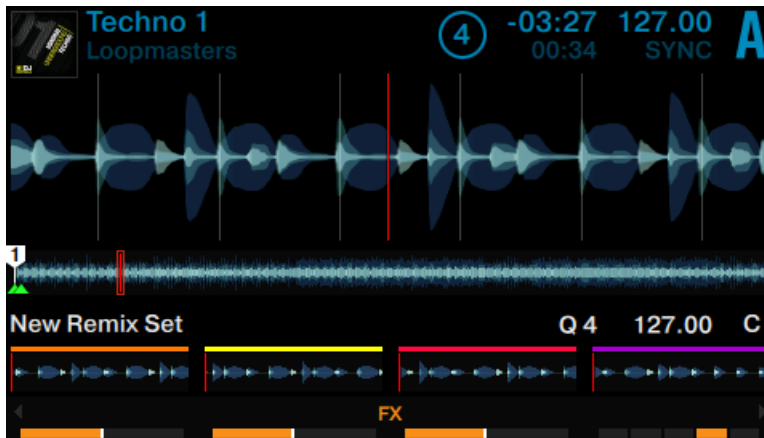 Techno 1
4
-03:27
127.00
A
Loopmasters
00:34
SYNC
1
New Remix Set
Q 4
127.00
C
FX